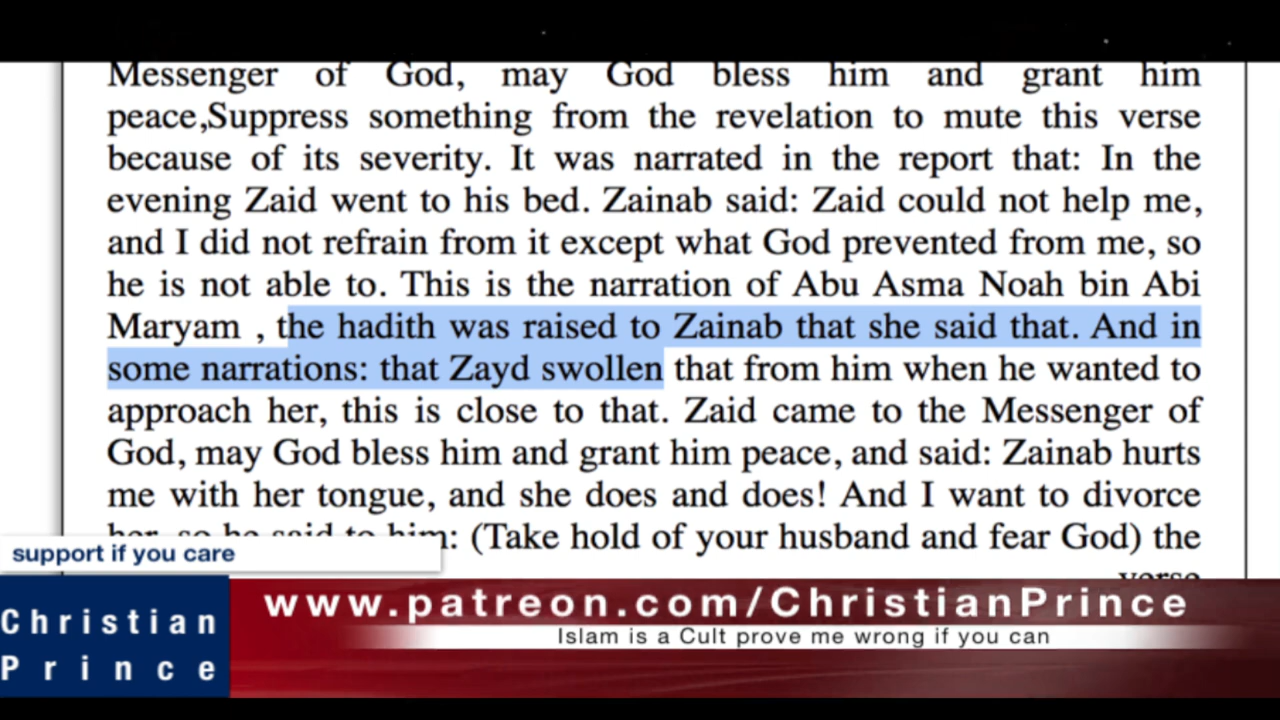 Messenger of God, may God bless him and grant him
peace,Suppress something from the revelation to mute this verse
because of its severity. It was narrated in the report that: In the
evening Zaid went to his bed. Zainab said: Zaid could not help me,
and I did not refrain from it except what God prevented from me, so
he is not able to. This is the narration of Abu Asma Noah bin Abi
Maryam , the hadith was raised to Zainab that she said that. And in
some narrations: that Zayd swollen that from him when he wanted to
approach her, this is close to that. Zaid came to the Messenger of
God, may God bless him and grant him peace, and said: Zainab hurts
me with her tongue, and she does and does! And I want to divorce
her, so he said to him: (Take hold of your husband and fear God) the
verse
support if you care
Christian
Prince
www.patreon.com/ChristianPrince
Islam is a Cult prove me wrong if you can